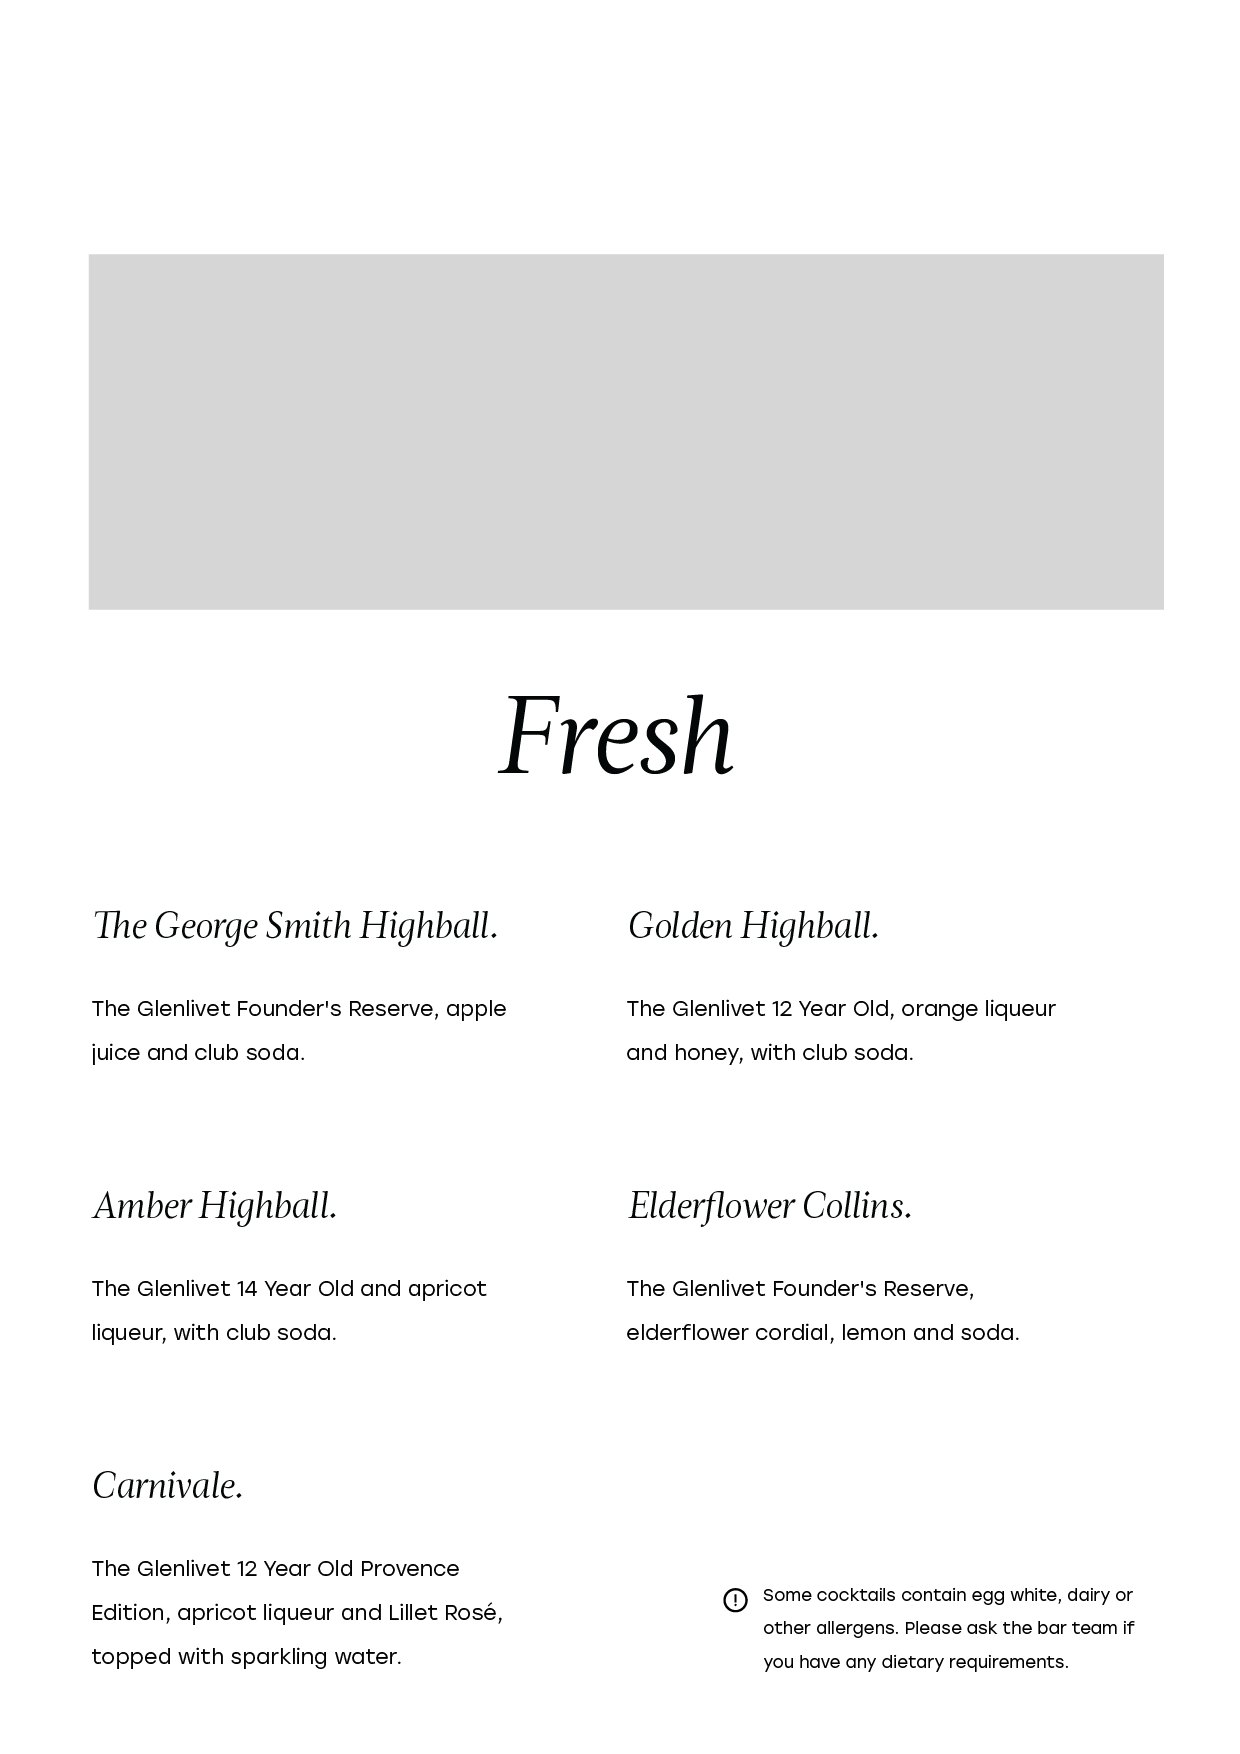 Fresh
The George Smith Highball.
The Glenlivet Founder's Reserve, apple
juice and club soda.
Golden Highball.
The Glenlivet 12 Year Old, orange liqueur
and honey, with club soda.
Amber Highball.
The Glenlivet 14 Year Old and apricot
liqueur, with club soda.
Elderflower Collins.
The Glenlivet Founder's Reserve,
elderflower cordial, lemon and soda.
Carnivale.
The Glenlivet 12 Year Old Provence
Edition, apricot liqueur and Lillet Rosé,
topped with sparkling water.
Some cocktails contain egg white, dairy or
other allergens. Please ask the bar team if
you have any dietary requirements.